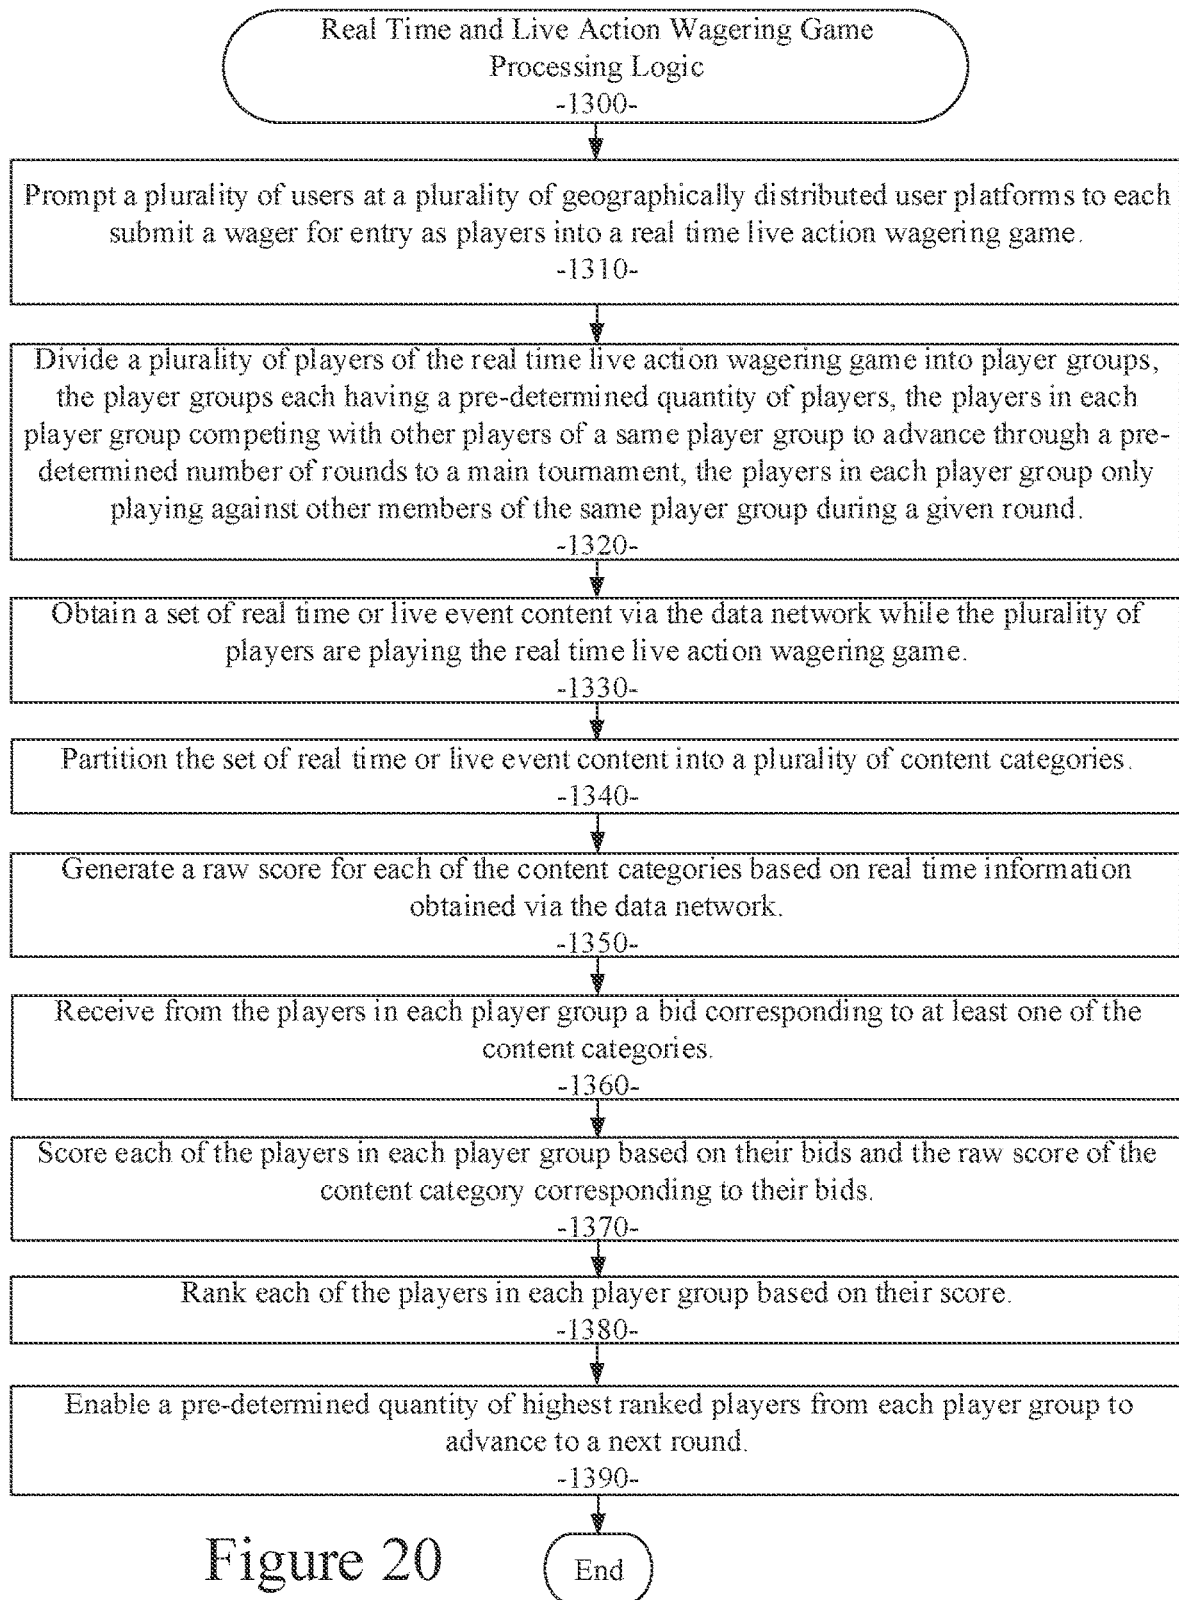 Real Time and Live Action Wagering Game
Processing Logic
-1300-
Prompt a plurality of users at a plurality of geographically distributed user platforms to each
submit a wager for entry as players into a real time live action wagering game.
-1310-
Divide a plurality of players of the real time live action wagering game into player groups,
the player groups each having a pre-determined quantity of players, the players in each
player group competing with other players of a same player group to advance through a pre-
determined number of rounds to a main tournament, the players in each player group only
playing against other members of the same player group during a given round.
-1320-
Obtain a set of real time or live event content via the data network while the plurality of
players are playing the real time live action wagering game.
-1330-
Partition the set of real time or live event content into a plurality of content categories.
-1340-
Generate a raw score for each of the content categories based on real time information
obtained via the data network.
-1350-
Receive from the players in each player group a bid corresponding to at least one of the
content categories.
-1360-
Score each of the players in each player group based on their bids and the raw score of the
content category corresponding to their bids.
-1370-
Rank each of the players in each player group based on their score.
-1380-
Enable a pre-determined quantity of highest ranked players from each player group to
advance to a next round.
-1390-
Figure 20
End